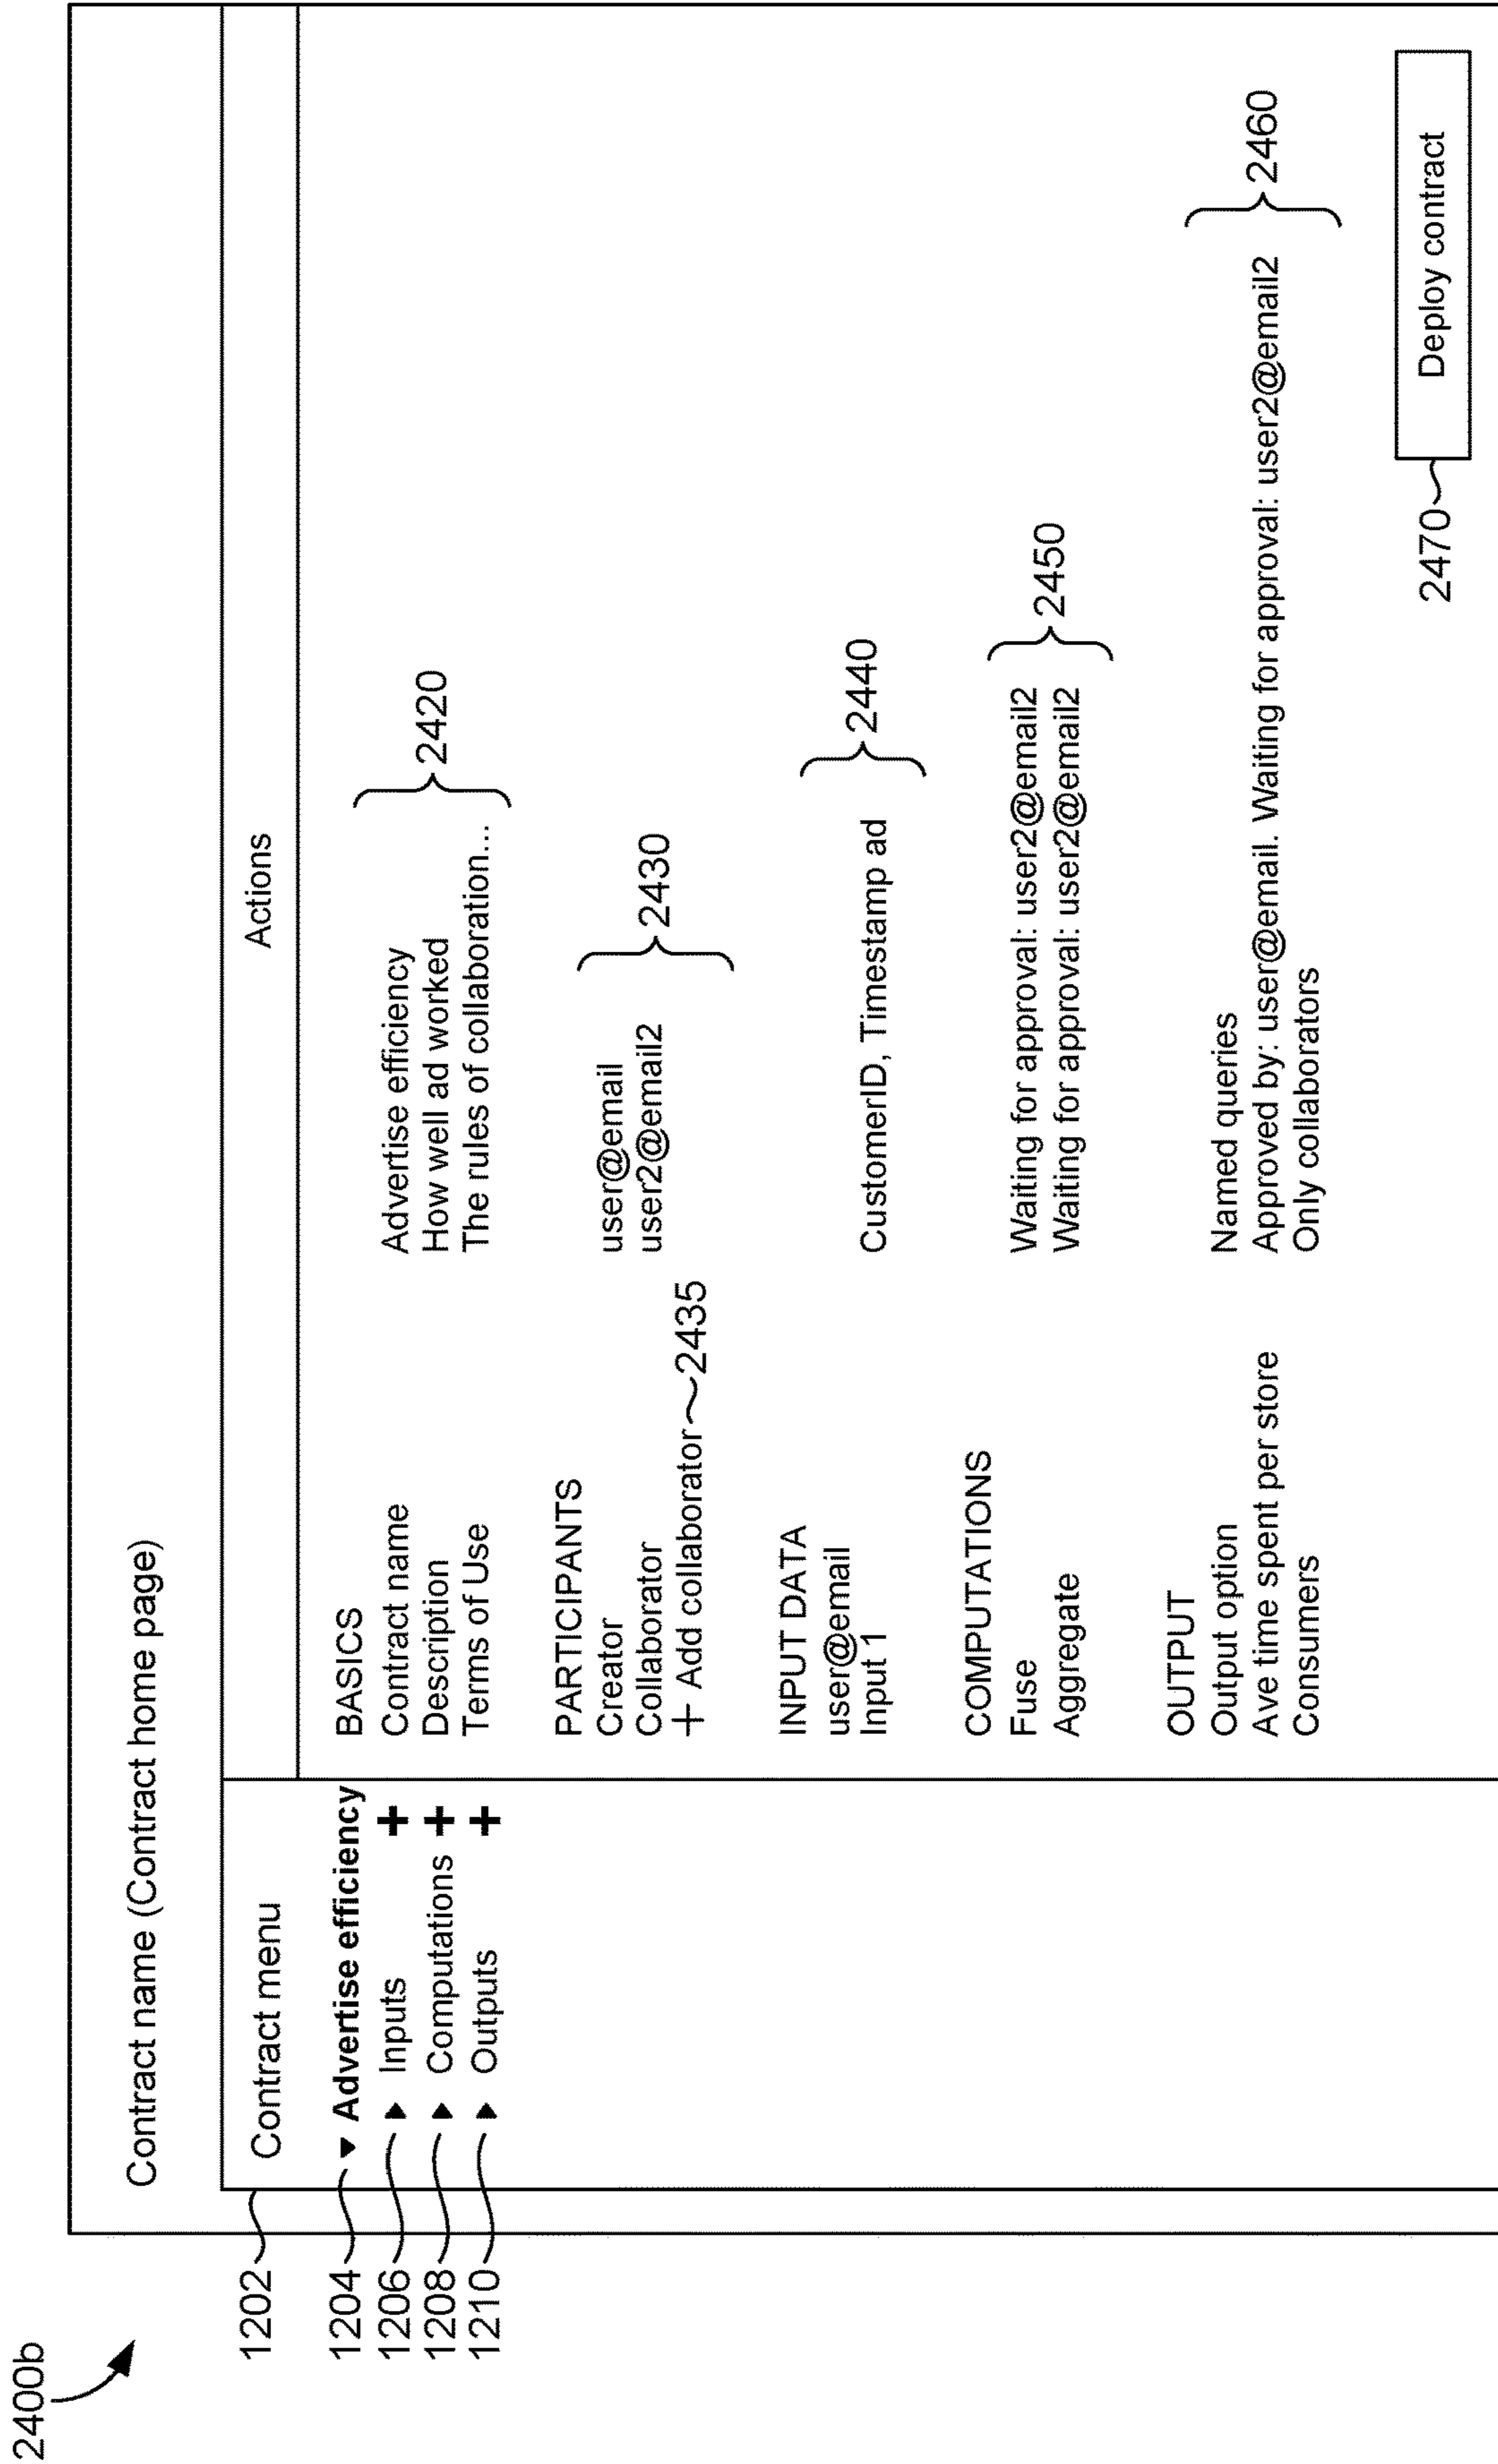 2400b
Contract name (Contract home page)
1202
Contract menu
Actions
1204
Advertise efficiency
1206
Inputs +
1208
Computations +
1210
Outputs +
BASICS
Contract name Advertise efficiency
Description How well ad worked
Terms of Use The rules of collaboration...
2420
PARTICIPANTS
Creator user@email
Collaborator user2@email2
+ Add collaborator 2435
2430
INPUT DATA
user@email
Input 1 CustomerID, Timestamp ad
2440
COMPUTATIONS
Fuse Waiting for approval: user2@email2
Aggregate Waiting for approval: user2@email2
2450
OUTPUT
Output option Named queries
Ave time spent per store Approved by: user@email. Waiting for approval: user2@email2
Consumers Only collaborators
2460
2470
Deploy contract